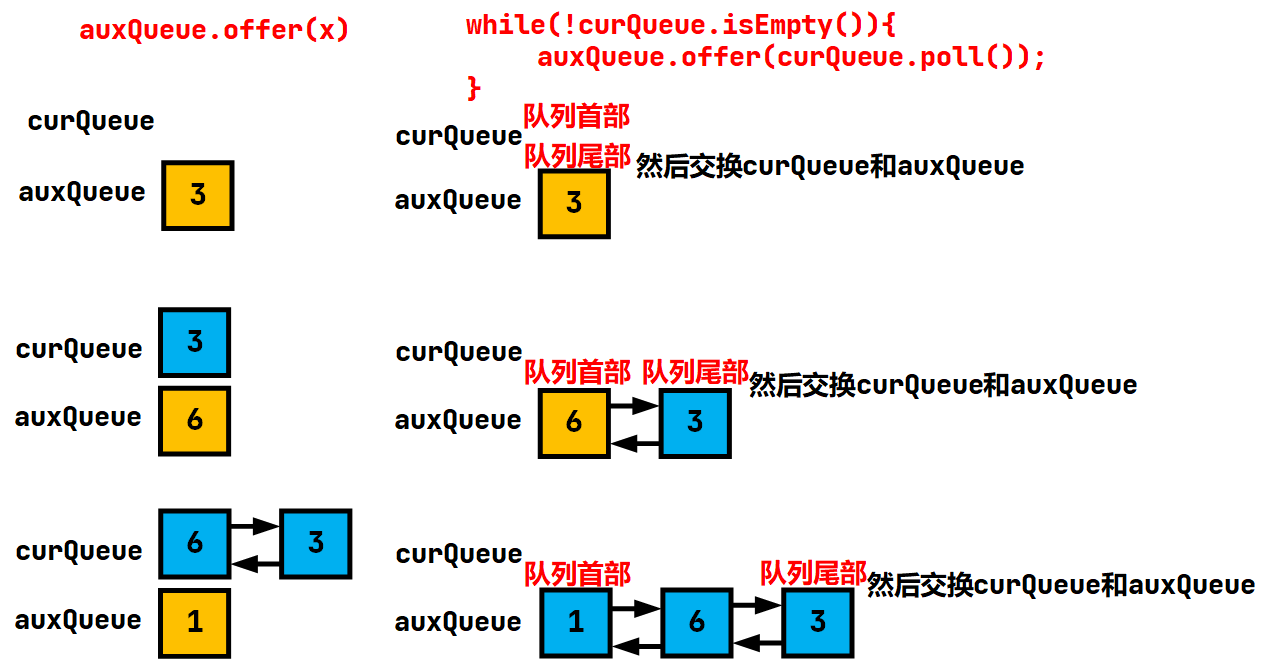 auxQueue.offer(x)
while(!curQueue.isEmpty()){
auxQueue.offer(curQueue.poll());
}
curQueue
auxQueue 3
curQueue 队列首部
队列尾部 然后交换curQueue和auxQueue
auxQueue 3
curQueue 3
auxQueue 6
curQueue
队列首部 队列尾部 然后交换curQueue和auxQueue
auxQueue 6 3
curQueue 6 3
auxQueue 1
curQueue
队列首部 队列尾部 然后交换curQueue和auxQueue
auxQueue 1 6 3